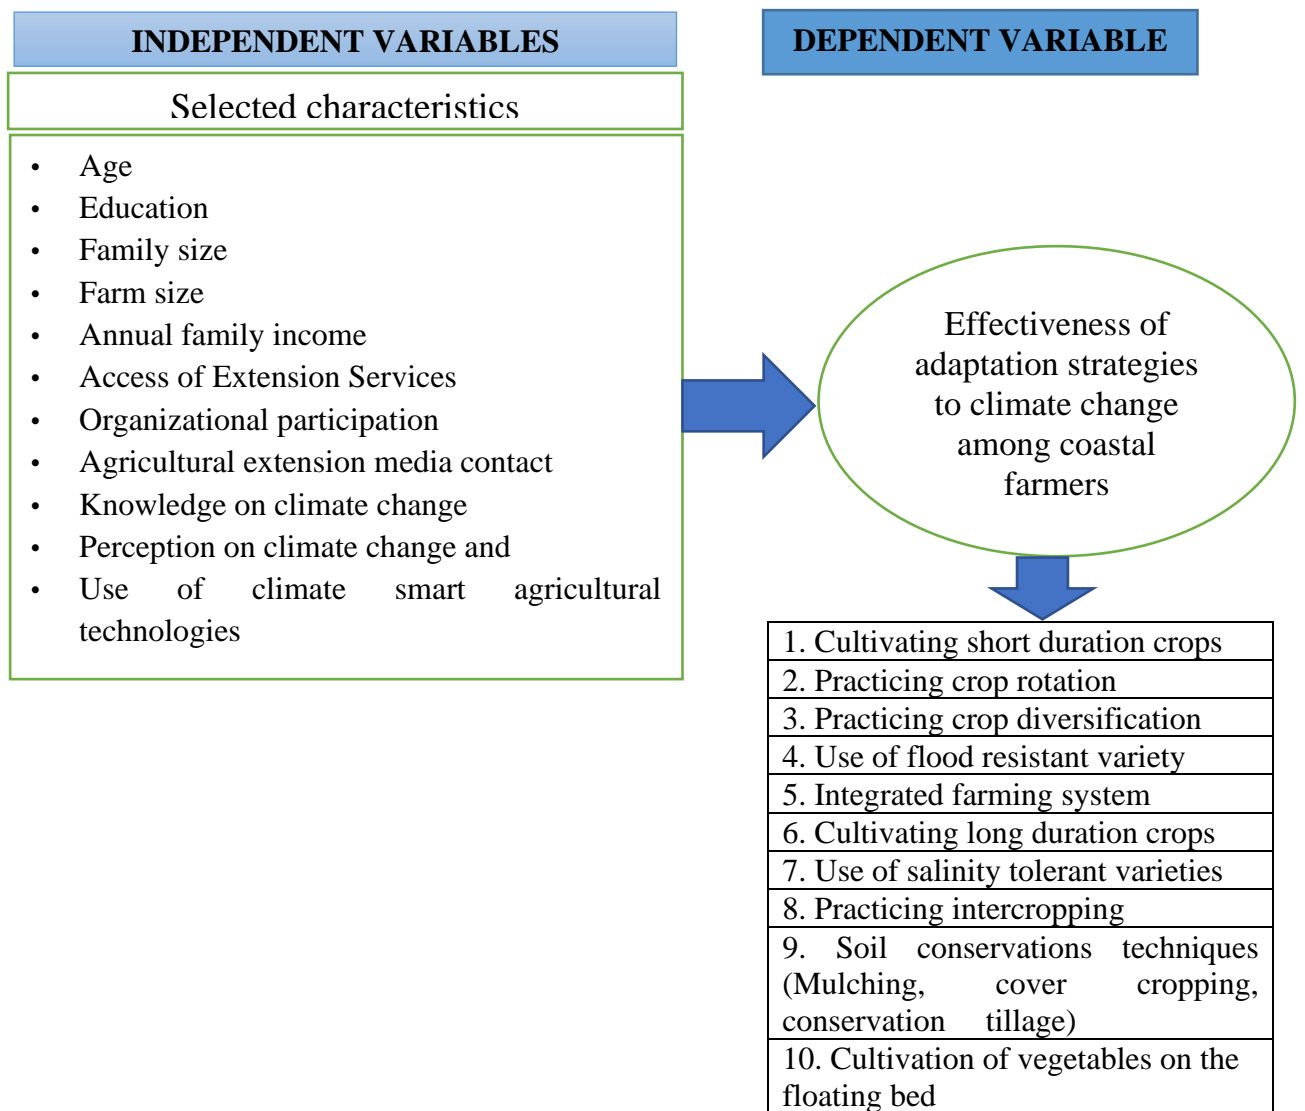 INDEPENDENT VARIABLES
Selected characteristics
• Age
• Education
• Family size
• Farm size
• Annual family income
• Access of Extension Services
• Organizational participation
• Agricultural extension media contact
• Knowledge on climate change
• Perception on climate change and
• Use of climate smart agricultural
technologies
DEPENDENT VARIABLE
Effectiveness of
adaptation strategies
to climate change
among coastal
farmers
1. Cultivating short duration crops
2. Practicing crop rotation
3. Practicing crop diversification
4. Use of flood resistant variety
5. Integrated farming system
6. Cultivating long duration crops
7. Use of salinity tolerant varieties
8. Practicing intercropping
9. Soil conservations techniques
(Mulching, cover cropping,
conservation tillage)
10. Cultivation of vegetables on the
floating bed